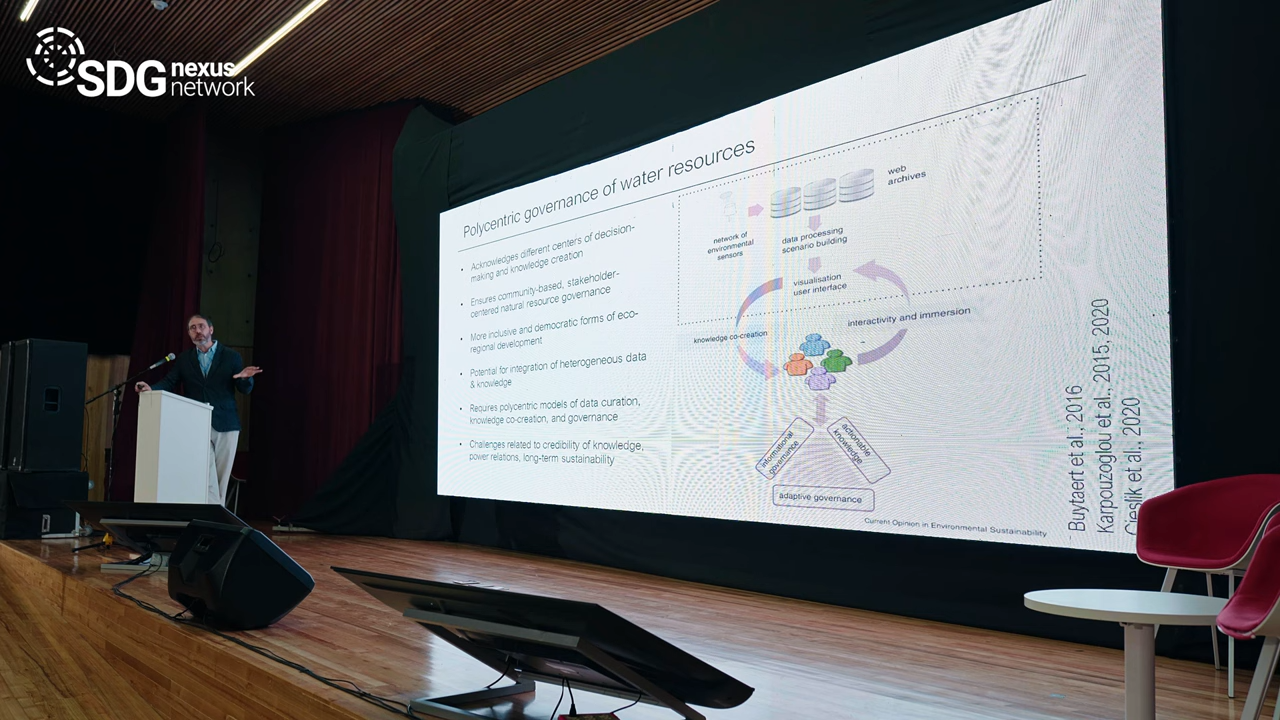 SDG nexus network
Polycentric governance of water resources
• Acknowledges different centers of decision-
making and knowledge creation
• Ensures community-based, stakeholder-
centered natural resource governance
• More inclusive and democratic forms of eco-
regional development
• Potential for integration of heterogeneous data
& knowledge
• Requires polycentric models of data curation,
knowledge co-creation, and governance
• Challenges related to credibility of knowledge,
power relations, long-term sustainability
web
archives
network of
environmental
sensors
data processing
scenario building
visualisation
user interface
interactivity and immersion
knowledge co-creation
informational
governance
actionable
knowledge
adaptive governance
Current Opinion in Environmental Sustainability
Buytaert et al., 2016
Karpouzoglou et al., 2015, 2020
Cieslik et al., 2020